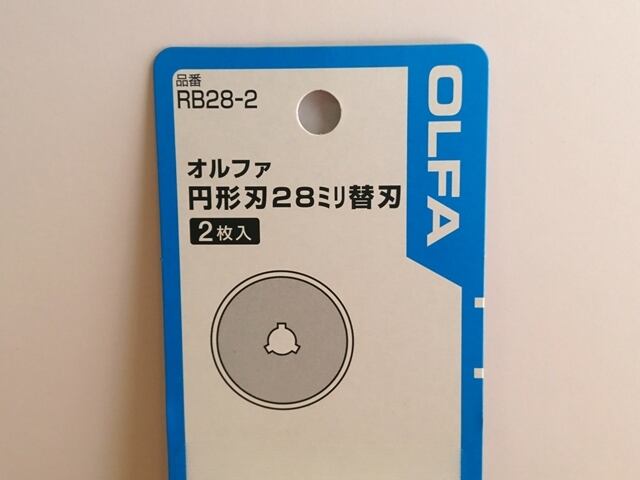 品番
RB28-2
オルファ
円形刃28ミリ替刃
2枚入
OLFA